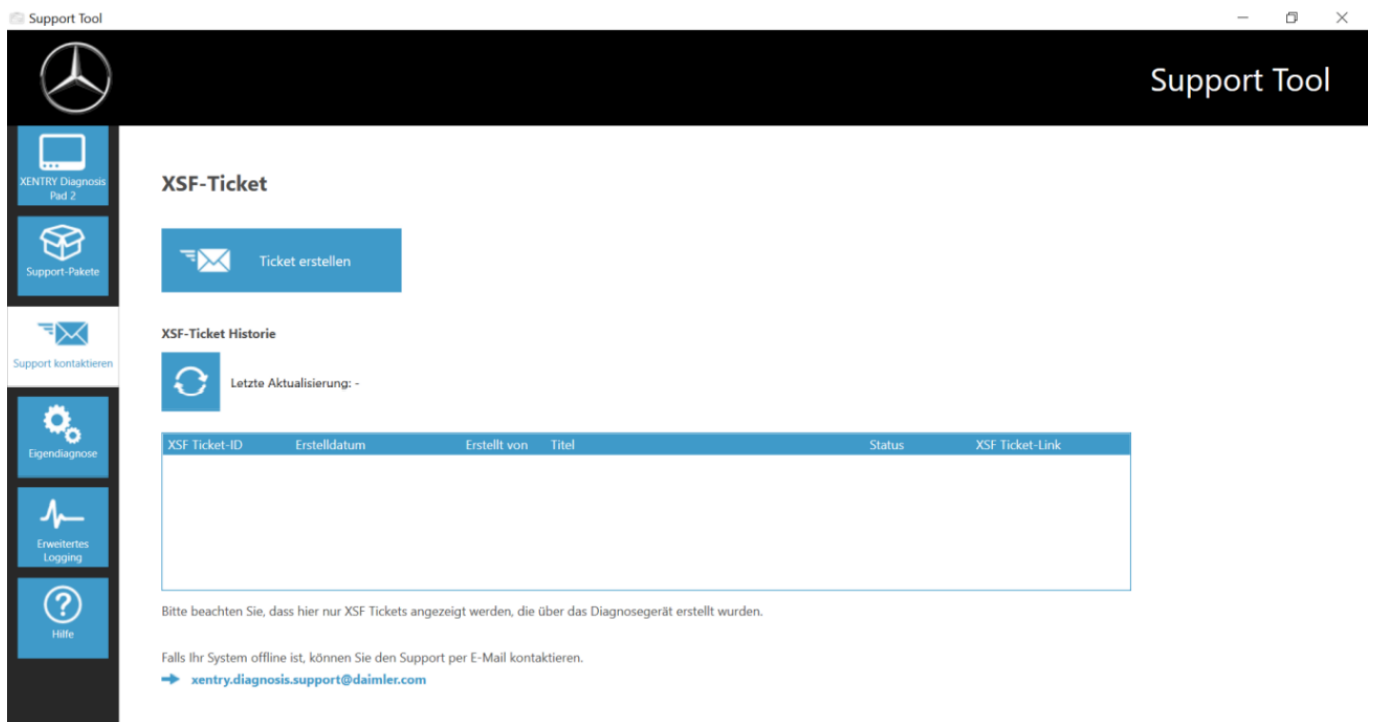 Support Tool
Support Tool
XENTRY Diagnosis
Pad 2
Support-Pakete
Support kontaktieren
Eigendiagnose
Erweitertes
Logging
Hilfe
XSF-Ticket
Ticket erstellen
XSF-Ticket Historie
Letzte Aktualisierung: -
XSF Ticket-ID Erstelldatum Erstellt von Titel Status XSF Ticket-Link
Bitte beachten Sie, dass hier nur XSF Tickets angezeigt werden, die über das Diagnosegerät erstellt wurden.
Falls Ihr System offline ist, können Sie den Support per E-Mail kontaktieren.
xentry.diagnosis.support@daimler.com